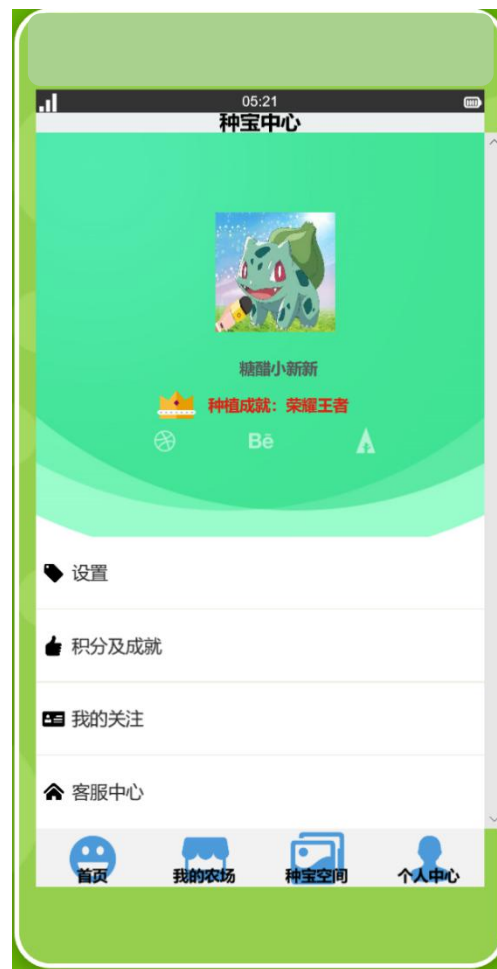 05:21
种宝中心
糖醋小新新
种植成就：荣耀王者
Bē
设置
积分及成就
我的关注
客服中心
首页 我的农场 种宝空间 个人中心